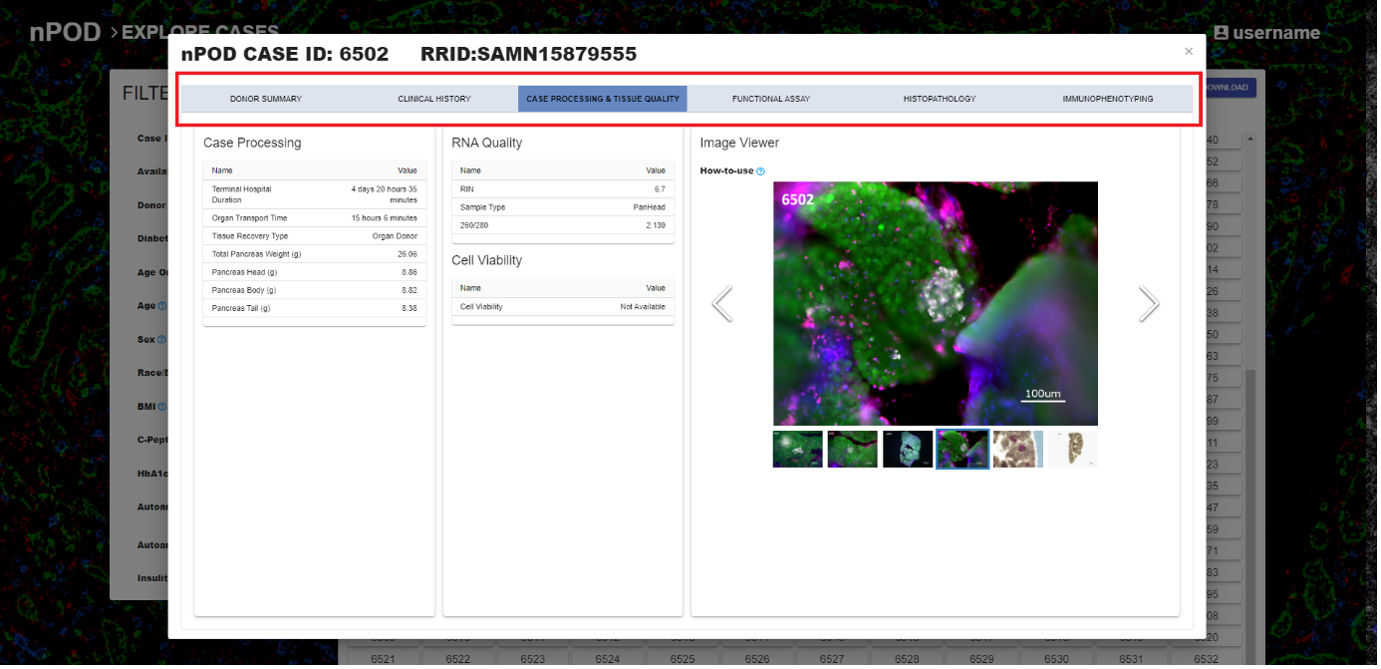 nPOD > EXPLORE CASES
username
nPOD CASE ID: 6502 RRID:SAMN15879555
×
DONOR SUMMARY CLINICAL HISTORY CASE PROCESSING & TISSUE QUALITY FUNCTIONAL ASSAY HISTOPATHOLOGY IMMUNOPHENOTYPING
FILTE
DOWNLOAD
Case I
Availa
Donor
Diabet
Age O
Age
Sex
Race/E
BMI
C-Pept
HbA1c
Autoan
Autoan
Insulit
Case Processing
Name Value
Terminal Hospital Duration 4 days 20 hours 35 minutes
Organ Transport Time 15 hours 6 minutes
Tissue Recovery Type Organ Donor
Total Pancreas Weight (g) 26.06
Pancreas Head (g) 8.86
Pancreas Body (g) 8.82
Pancreas Tail (g) 8.38
RNA Quality
Name Value
RIN 6.7
Sample Type PanHead
260/280 2.139
Cell Viability
Name Value
Cell Viability Not Available
Image Viewer
How-to-use
6502
100um
40
52
66
78
90
02
14
26
38
50
63
75
87
99
11
23
35
47
59
71
83
95
08
20
6521 6522 6523 6524 6525 6526 6527 6528 6529 6530 6531 6532